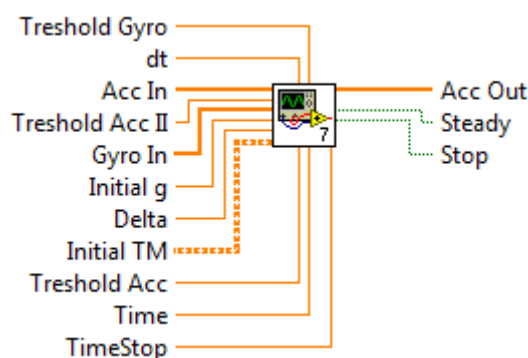 Treshold Gyro
dt
Acc In
Acc Out
Treshold Acc II
Steady
Gyro In
Stop
Initial g
Delta
Initial TM
Treshold Acc
Time
TimeStop
7